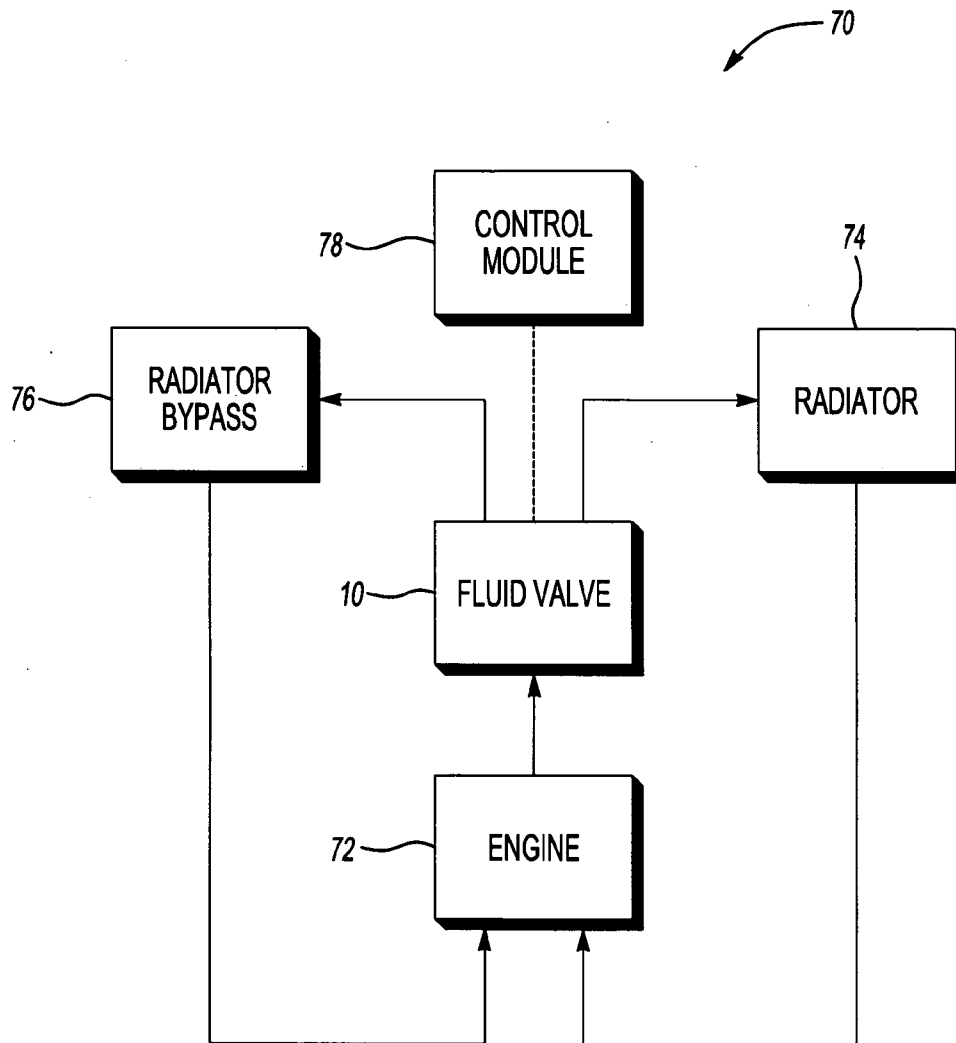 70
CONTROL
MODULE
78
74
RADIATOR
BYPASS
76
RADIATOR
10
FLUID VALVE
72
ENGINE